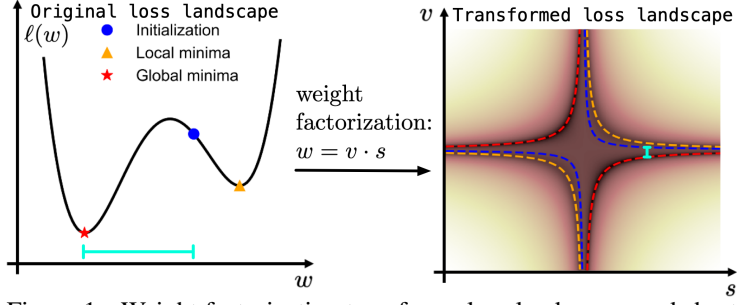 Original loss landscape
ℓ(w)
Initialization
Local minima
Global minima
w
weight
factorization:
w = v · s
v
Transformed loss landscape
s